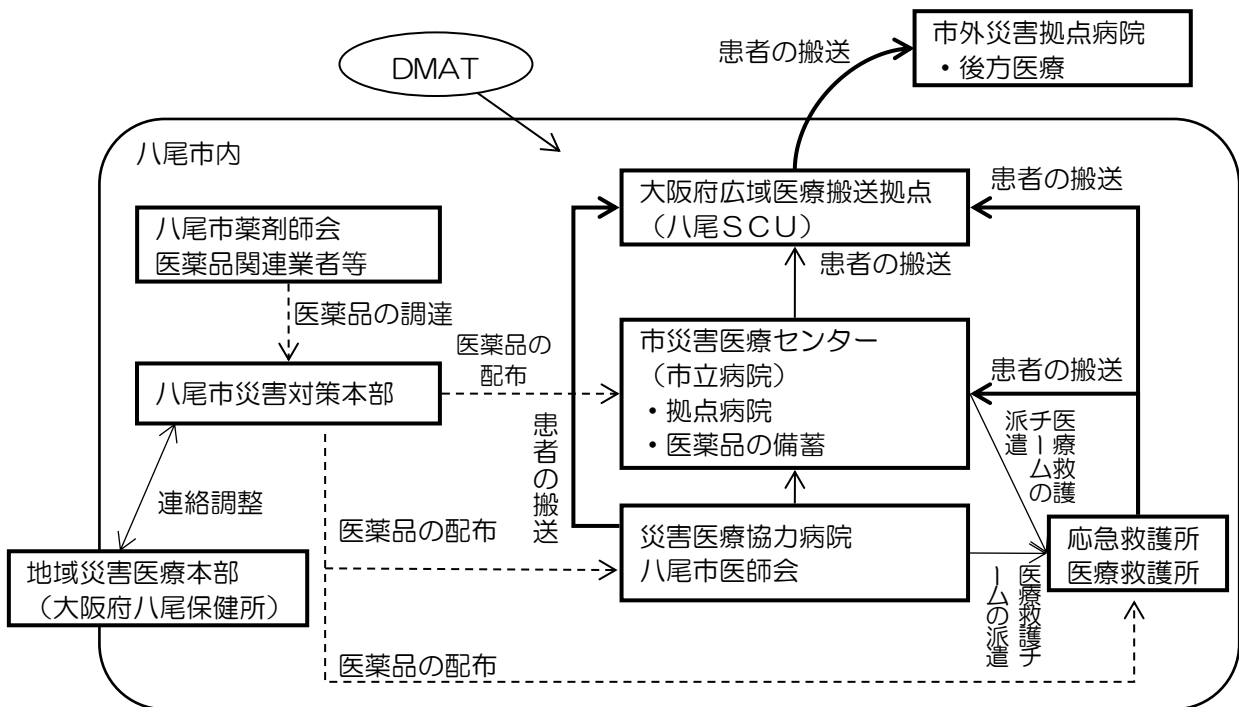 患者の搬送
市外災害拠点病院
・後方医療
DMAT
八尾市内
大阪府広域医療搬送拠点
（八尾ＳＣＵ）
患者の搬送
八尾市薬剤師会
医薬品関連業者等
患者の搬送
医薬品の調達
市災害医療センター
（市立病院）
・拠点病院
・医薬品の備蓄
医薬品の
配布
患者の搬送
八尾市災害対策本部
患者の搬送
医療救護
チームの
派遣
連絡調整
医薬品の配布
災害医療協力病院
八尾市医師会
応急救護所
医療救護所
地域災害医療本部
（大阪府八尾保健所）
医療救護チ
ームの派遣
医薬品の配布